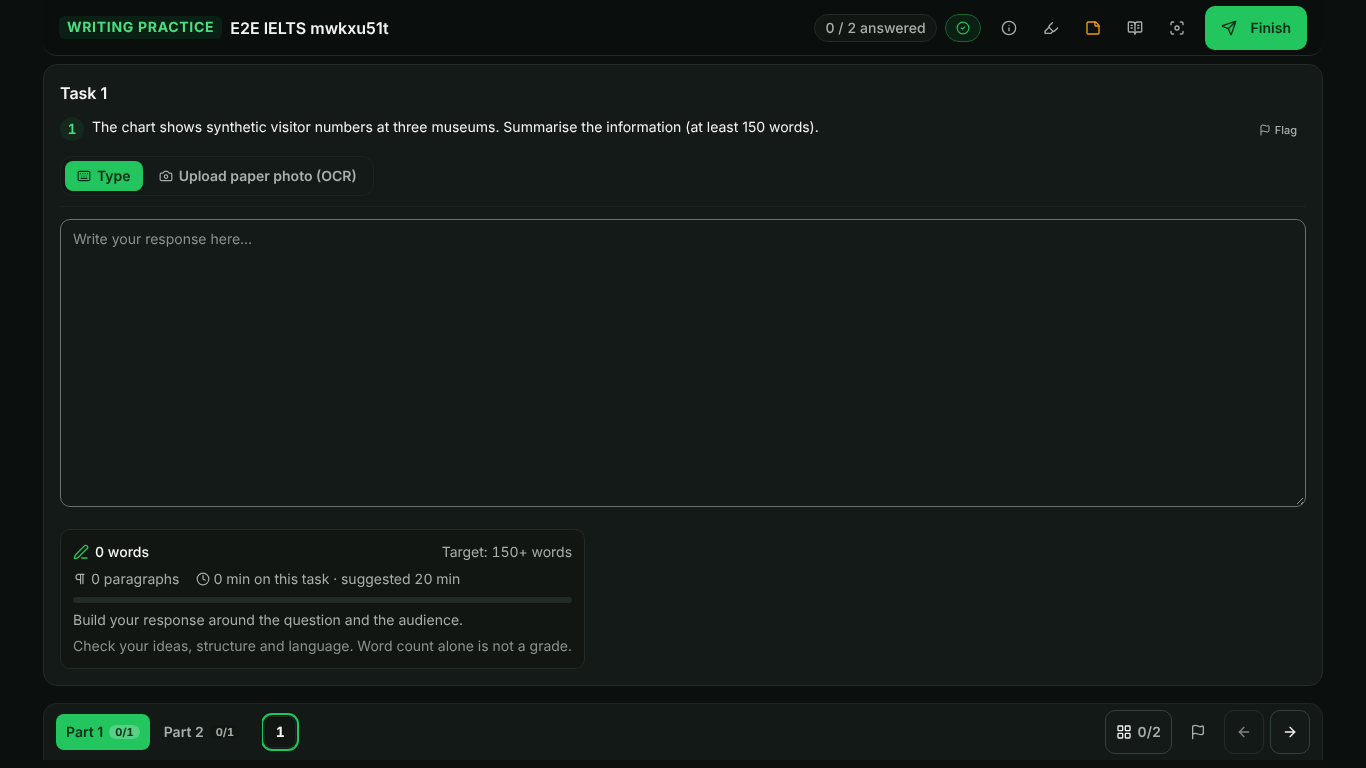 WRITING PRACTICE E2E IELTS mwkxu51t 0 / 2 answered Finish
Task 1
1 The chart shows synthetic visitor numbers at three museums. Summarise the information (at least 150 words). Flag
Type Upload paper photo (OCR)
Write your response here...
0 words Target: 150+ words
0 paragraphs 0 min on this task · suggested 20 min
Build your response around the question and the audience.
Check your ideas, structure and language. Word count alone is not a grade.
Part 1 0/1 Part 2 0/1 1 0/2